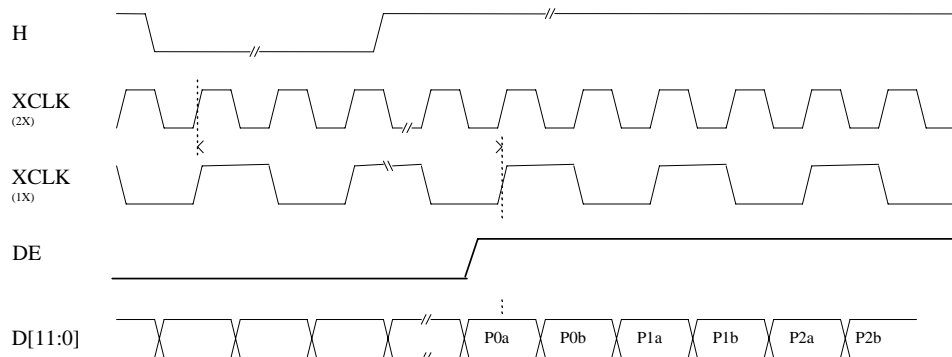 H
XCLK
(2X)
XCLK
(1X)
DE
D[11:0] P0a P0b P1a P1b P2a P2b